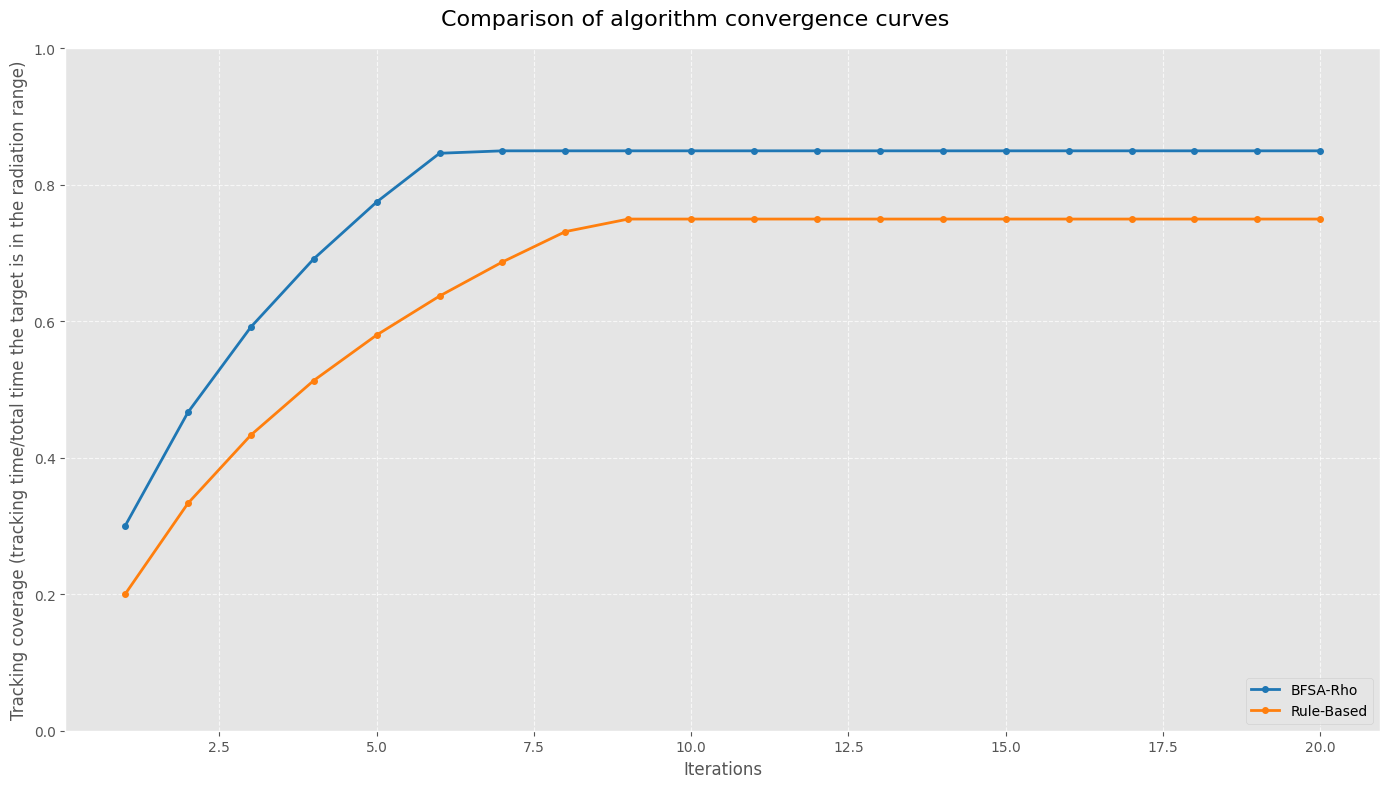 Comparison of algorithm convergence curves
Tracking coverage (tracking time/total time the target is in the radiation range)
1.0
0.8
0.6
0.4
0.2
0.0
2.5
5.0
7.5
10.0
12.5
15.0
17.5
20.0
Iterations
BFSA-Rho
Rule-Based